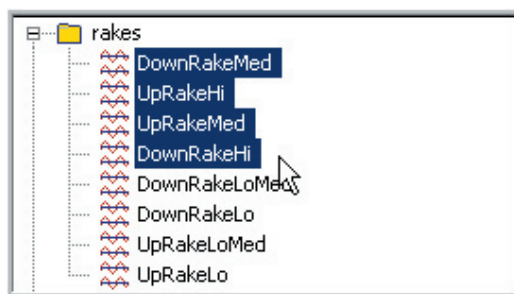 rakes
DownRakeMed
UpRakeHi
UpRakeMed
DownRakeHi
DownRakeLoMed
DownRakeLo
UpRakeLoMed
UpRakeLo